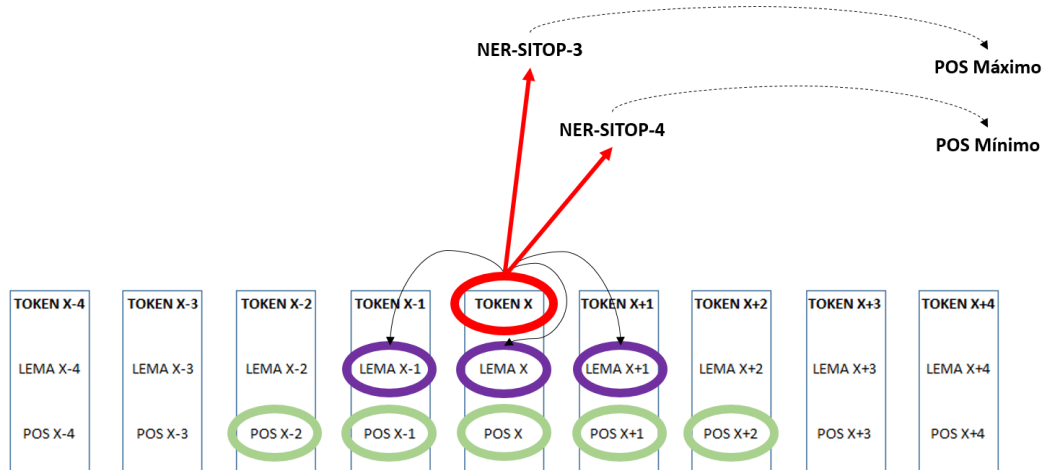 NER-SITOP-3
POS Máximo
NER-SITOP-4
POS Mínimo
TOKEN X-4 TOKEN X-3 TOKEN X-2 TOKEN X-1 TOKEN X TOKEN X+1 TOKEN X+2 TOKEN X+3 TOKEN X+4
LEMA X-4 LEMA X-3 LEMA X-2 LEMA X-1 LEMA X LEMA X+1 LEMA X+2 LEMA X+3 LEMA X+4
POS X-4 POS X-3 POS X-2 POS X-1 POS X POS X+1 POS X+2 POS X+3 POS X+4